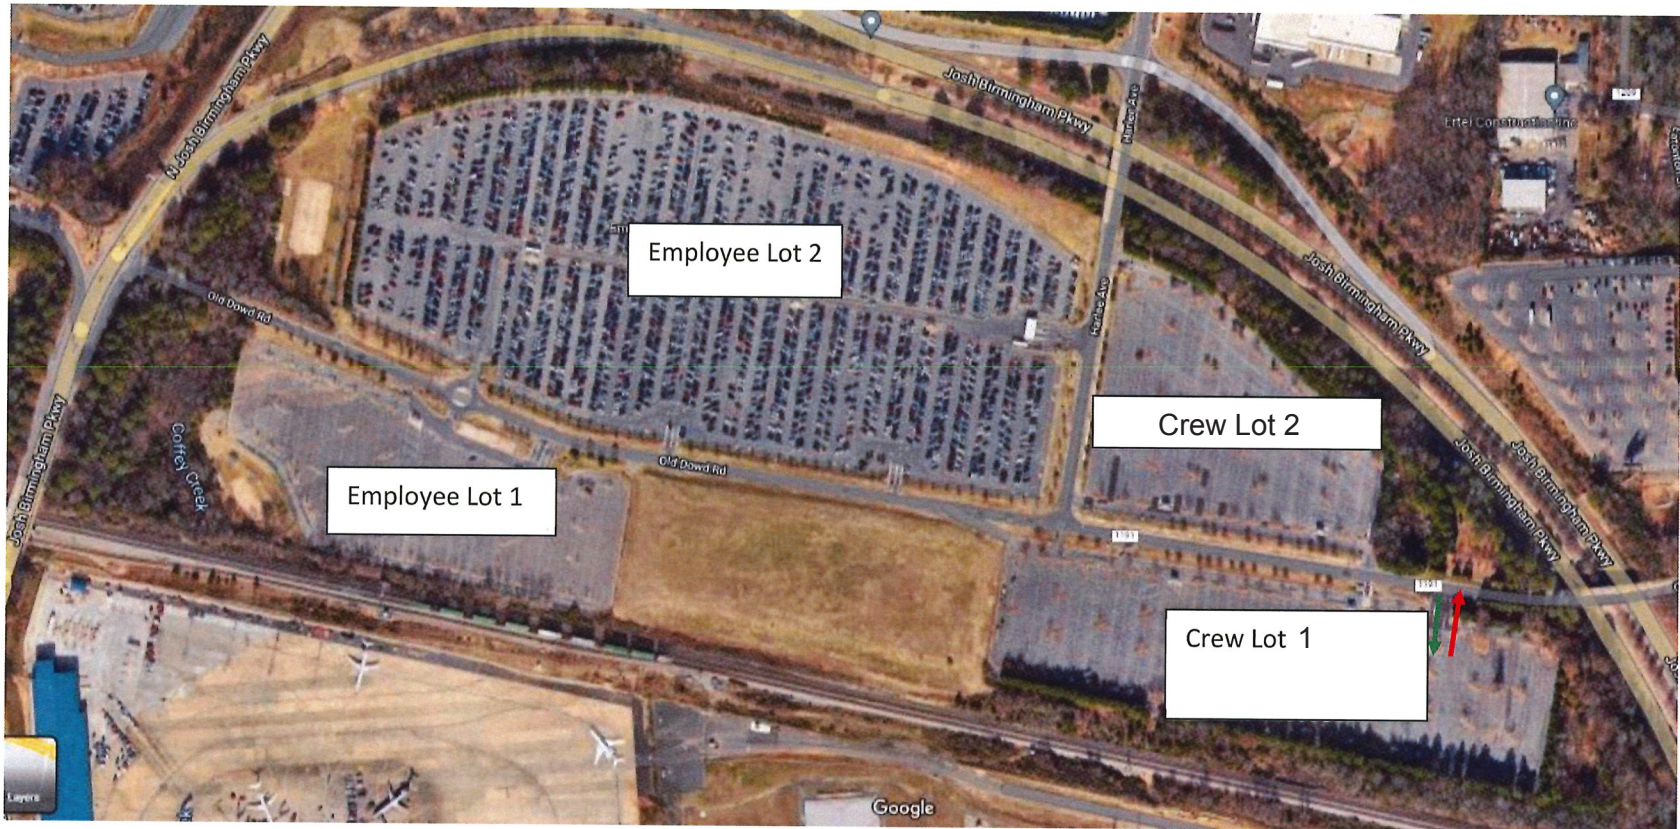 N Josh Birmingham Pkwy
Josh Birmingham Pkwy
Harlee Ave
Ertel Construction Inc
Employee Lot 2
Old Dowd Rd
Harlee Ave
Josh Birmingham Pkwy
Crew Lot 2
Josh Birmingham Pkwy
Coffey Creek
Old Dowd Rd
Josh Birmingham Pkwy
Josh Birmingham Pkwy
Employee Lot 1
1191
1191
Crew Lot 1
Layers
Google